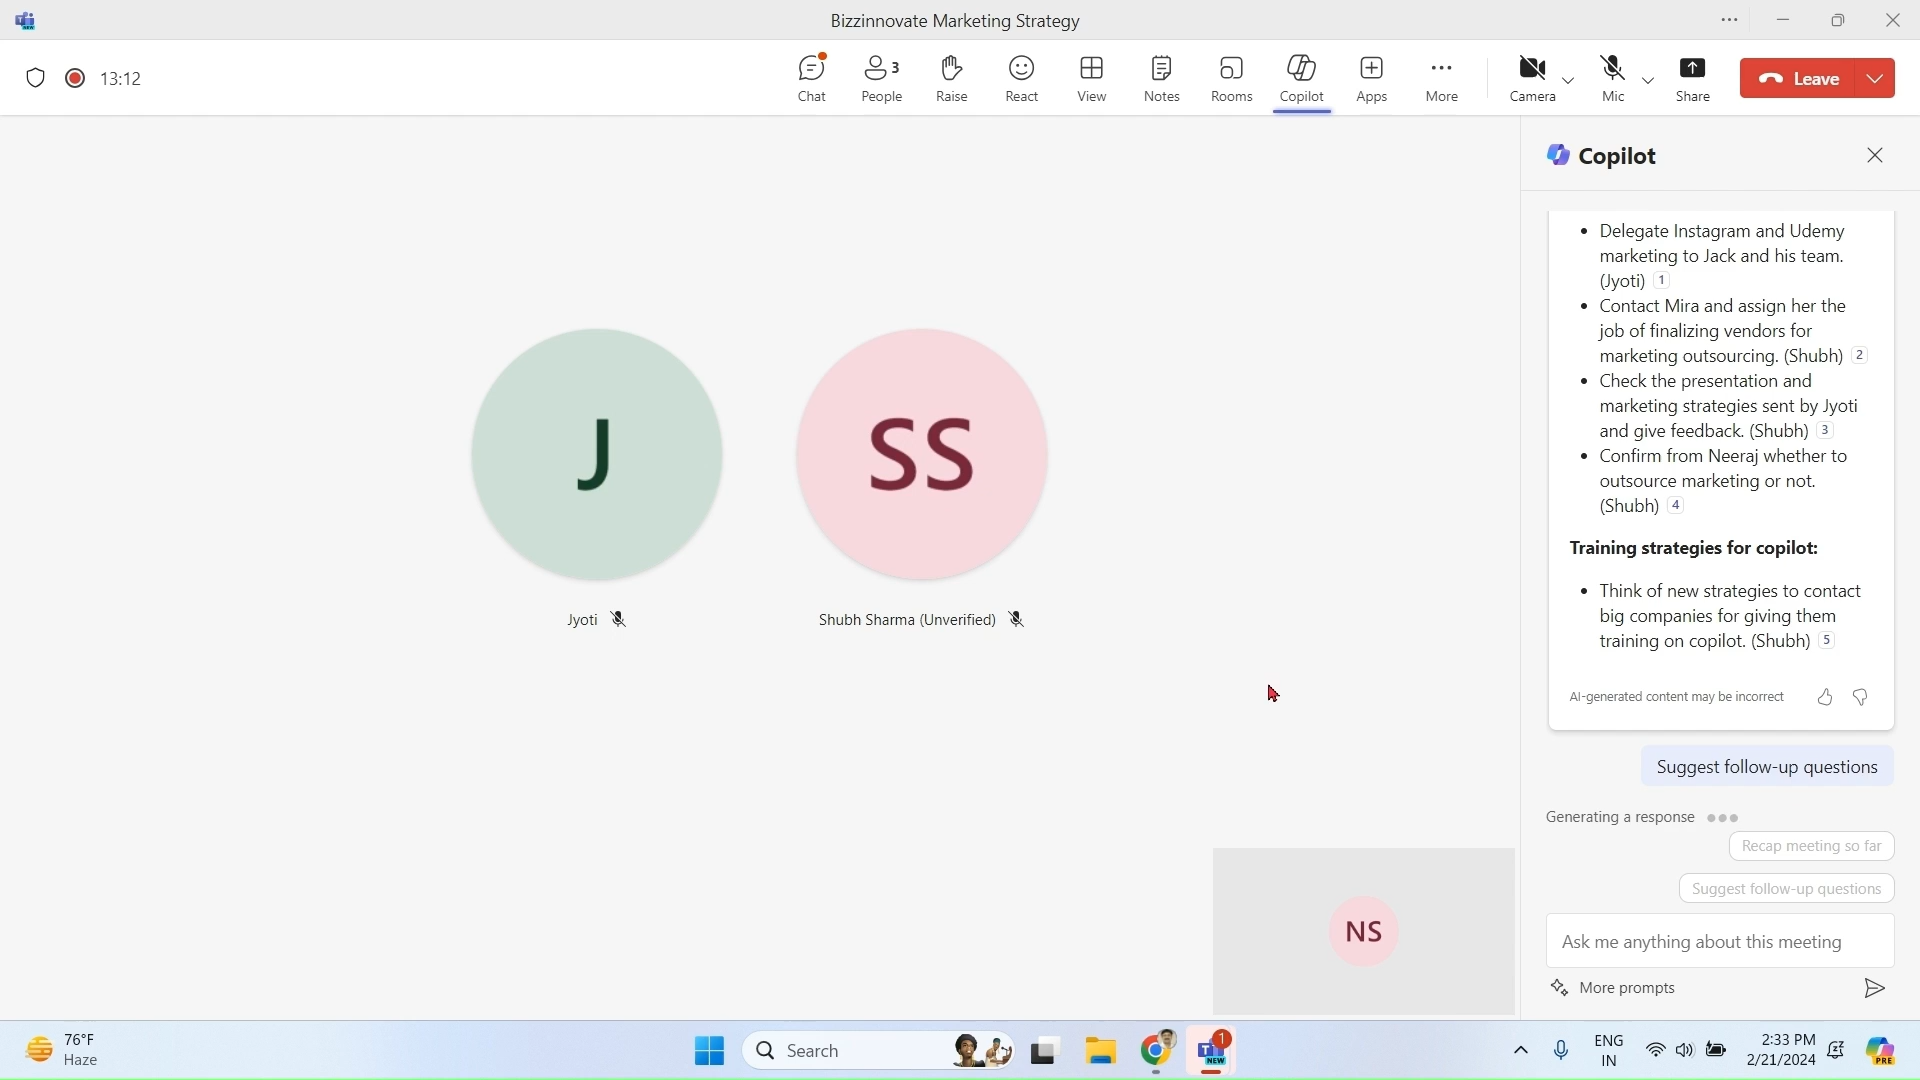 Bizzinnovate Marketing Strategy
13:12
Chat
People
3
Raise
React
View
Notes
Rooms
Copilot
Apps
More
Camera
Mic
Share
Leave
Copilot
• Delegate Instagram and Udemy
marketing to Jack and his team.
(Jyoti) 1
• Contact Mira and assign her the
job of finalizing vendors for
marketing outsourcing. (Shubh) 2
• Check the presentation and
marketing strategies sent by Jyoti
and give feedback. (Shubh) 3
• Confirm from Neeraj whether to
outsource marketing or not.
(Shubh) 4
Training strategies for copilot:
• Think of new strategies to contact
big companies for giving them
training on copilot. (Shubh) 5
AI-generated content may be incorrect
Suggest follow-up questions
Generating a response
Recap meeting so far
Suggest follow-up questions
Ask me anything about this meeting
More prompts
J
SS
Jyoti
Shubh Sharma (Unverified)
NS
76°F
Haze
Search
1
NEW
ENG
IN
2:33 PM
2/21/2024
PRE